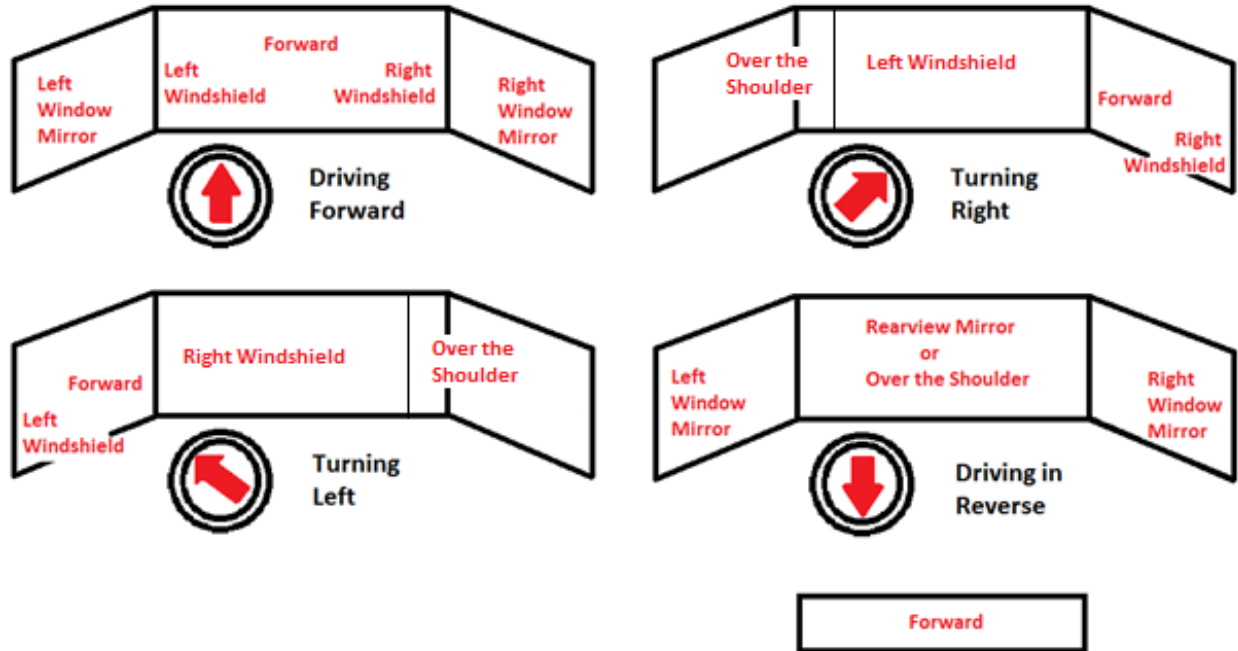 Forward
Left
Windshield
Right
Windshield
Left
Window
Mirror
Right
Window
Mirror
Driving
Forward
Over the
Shoulder
Left Windshield
Forward
Right
Windshield
Turning
Right
Right Windshield
Over the
Shoulder
Forward
Left
Windshield
Turning
Left
Rearview Mirror
or
Over the Shoulder
Left
Window
Mirror
Right
Window
Mirror
Driving in
Reverse
Forward